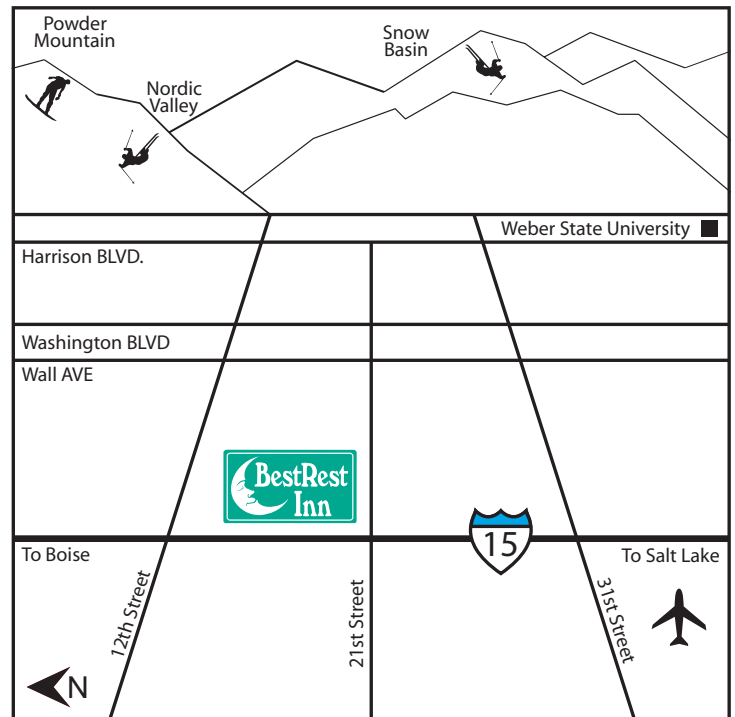 Powder
Mountain
Snow
Basin
Nordic
Valley
Weber State University
Harrison BLVD.
Washington BLVD
Wall AVE
BestRest
Inn
15
To Boise
To Salt Lake
12th Street
21st Street
31st Street
N